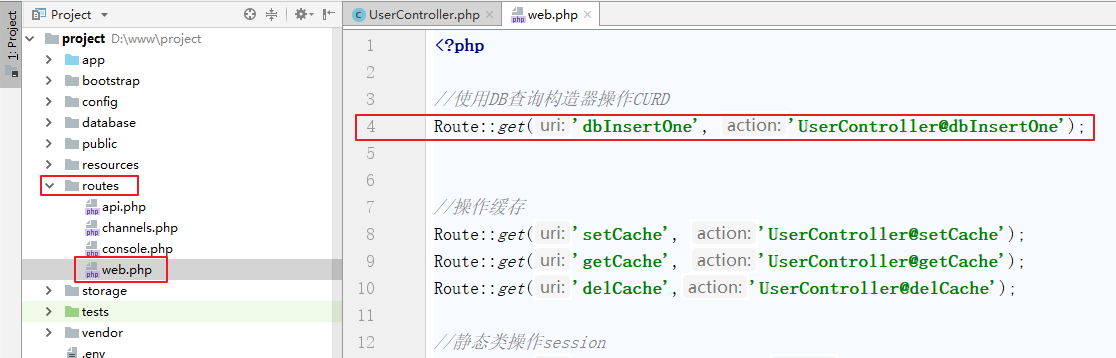 1: Project
Project
project D:\www\project
app
bootstrap
config
database
public
resources
routes
php api.php
php channels.php
php console.php
php web.php
storage
tests
vendor
.env
UserController.php
web.php
1 <?php
2
3 //使用DB查询构造器操作CURD
4 Route::get( uri: 'dbInsertOne', action: 'UserController@dbInsertOne');
5
6
7 //操作缓存
8 Route::get( uri: 'setCache', action: 'UserController@setCache');
9 Route::get( uri: 'getCache', action: 'UserController@getCache');
10 Route::get( uri: 'delCache', action: 'UserController@delCache');
11
12 //静态类操作session